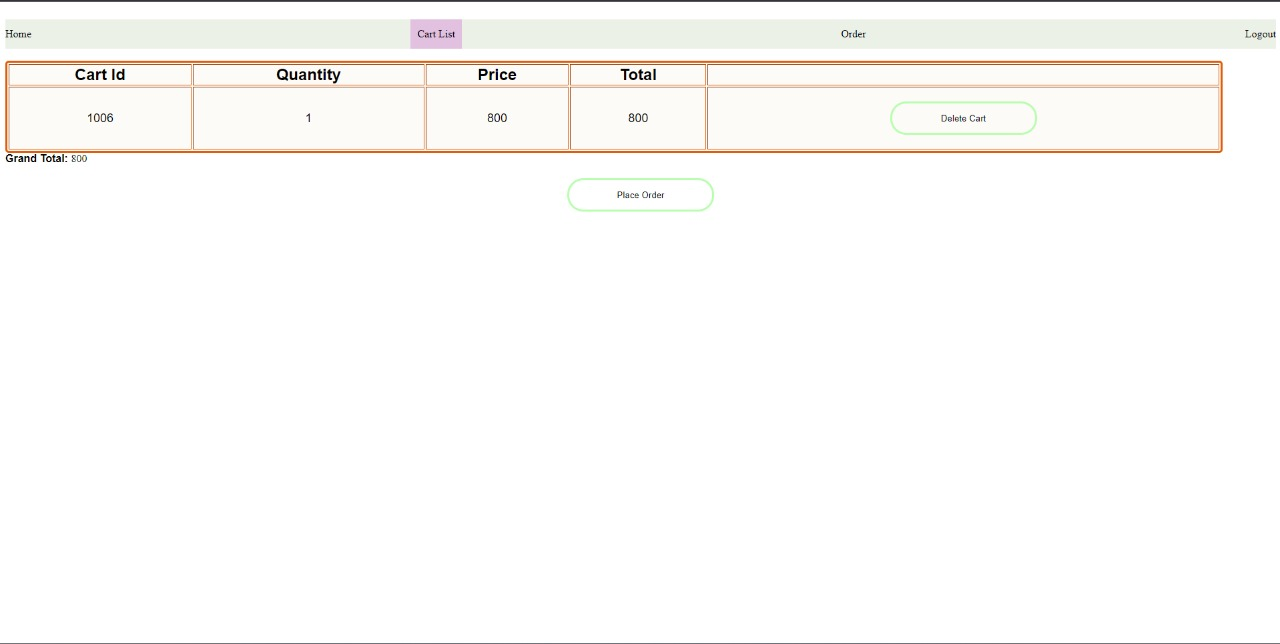 Home Cart List Order Logout
Cart Id Quantity Price Total
1006 1 800 800 Delete Cart
Grand Total: 800
Place Order